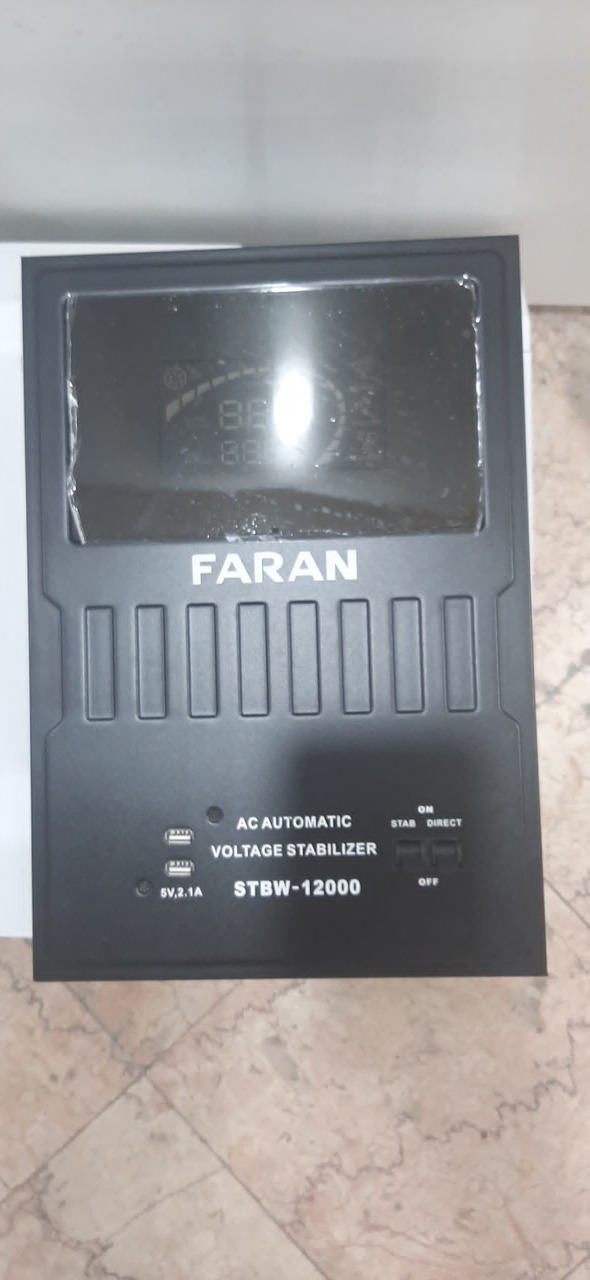 FARAN
AC AUTOMATIC
VOLTAGE STABILIZER
STBW-12000
5V,2.1A
ON
STAB DIRECT
OFF